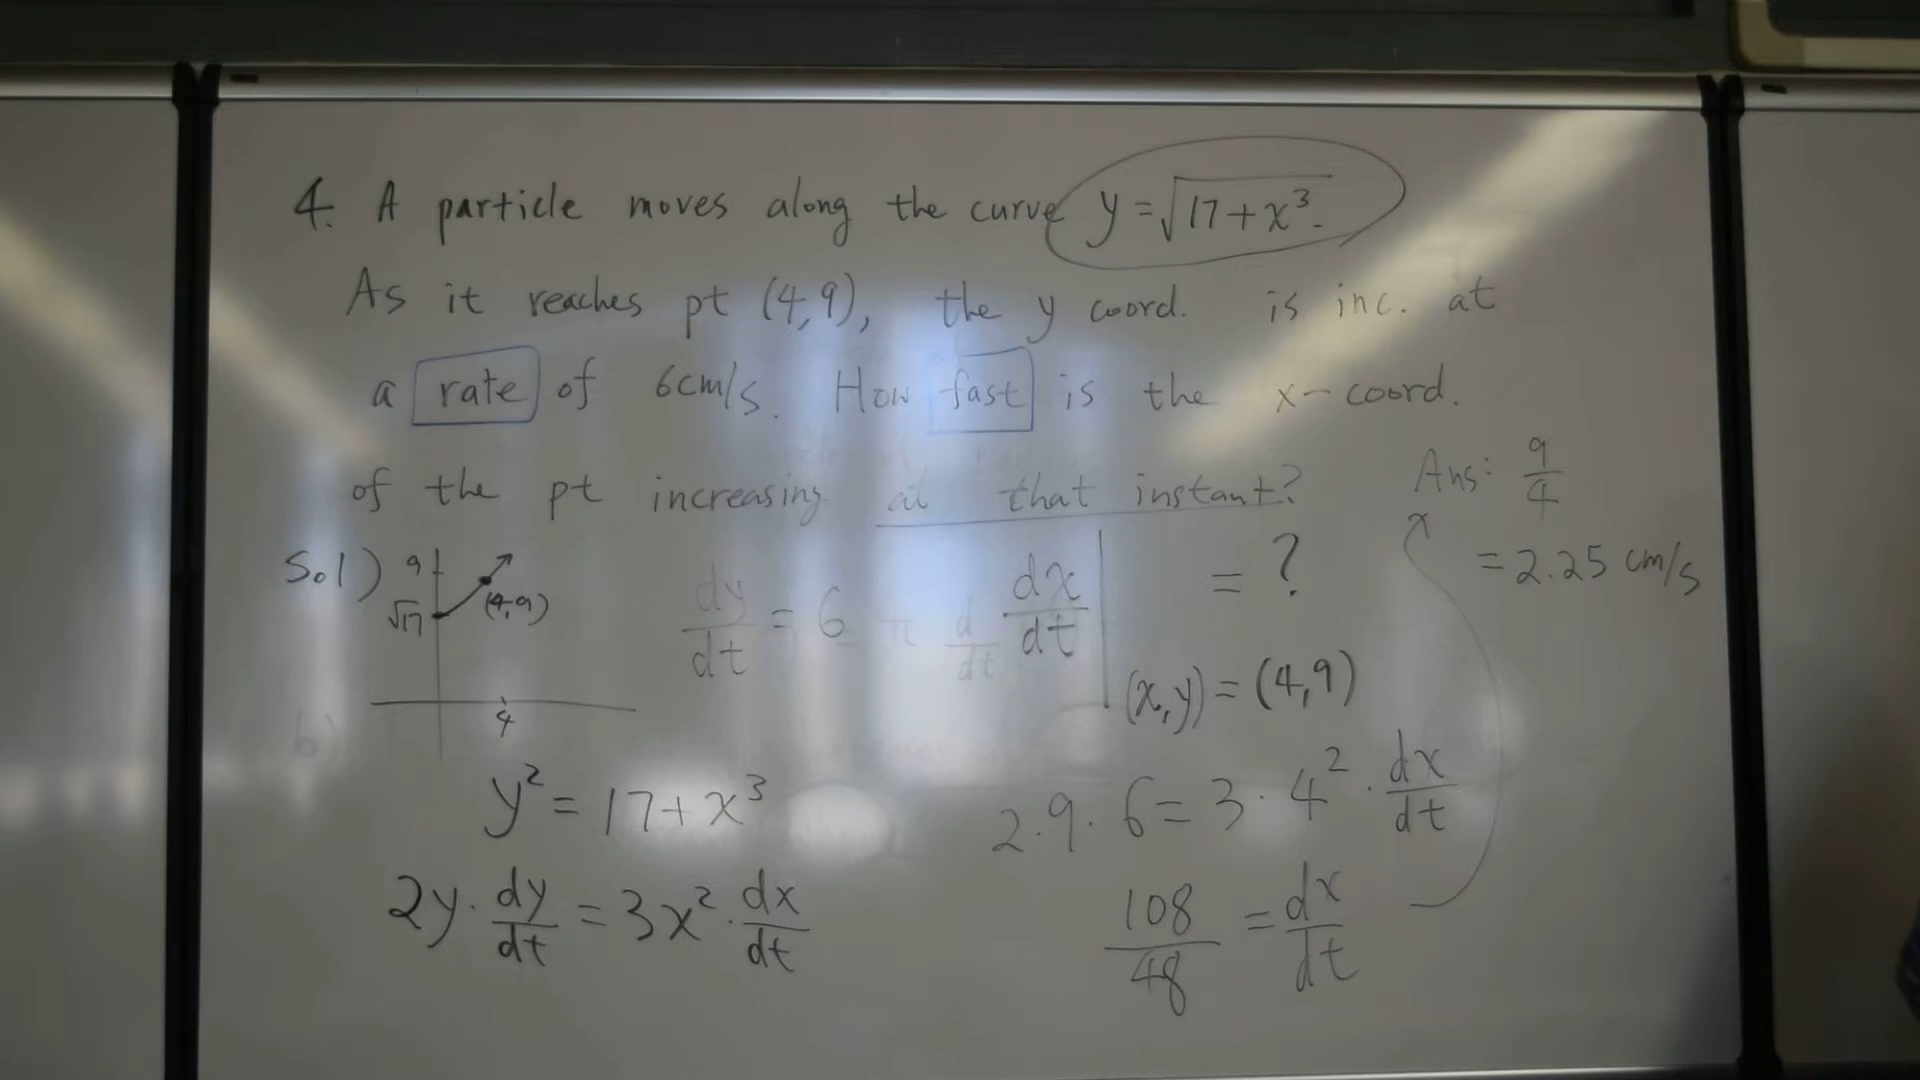 4. A particle moves along the curve y = √17 + x³.
As it reaches pt (4,9), the y coord. is inc. at
a rate of 6cm/s. How fast is the x-coord.
of the pt increasing at that instant?
Ans: 9/4
= 2.25 cm/s
Sol)
9
√17
(4,9)
4
dy/dt = 6
d/dt
dx/dt | = ?
(x,y) = (4,9)
b)
y² = 17 + x³
2y · dy/dt = 3x² · dx/dt
2 · 9 · 6 = 3 · 4² · dx/dt
108/48 = dx/dt